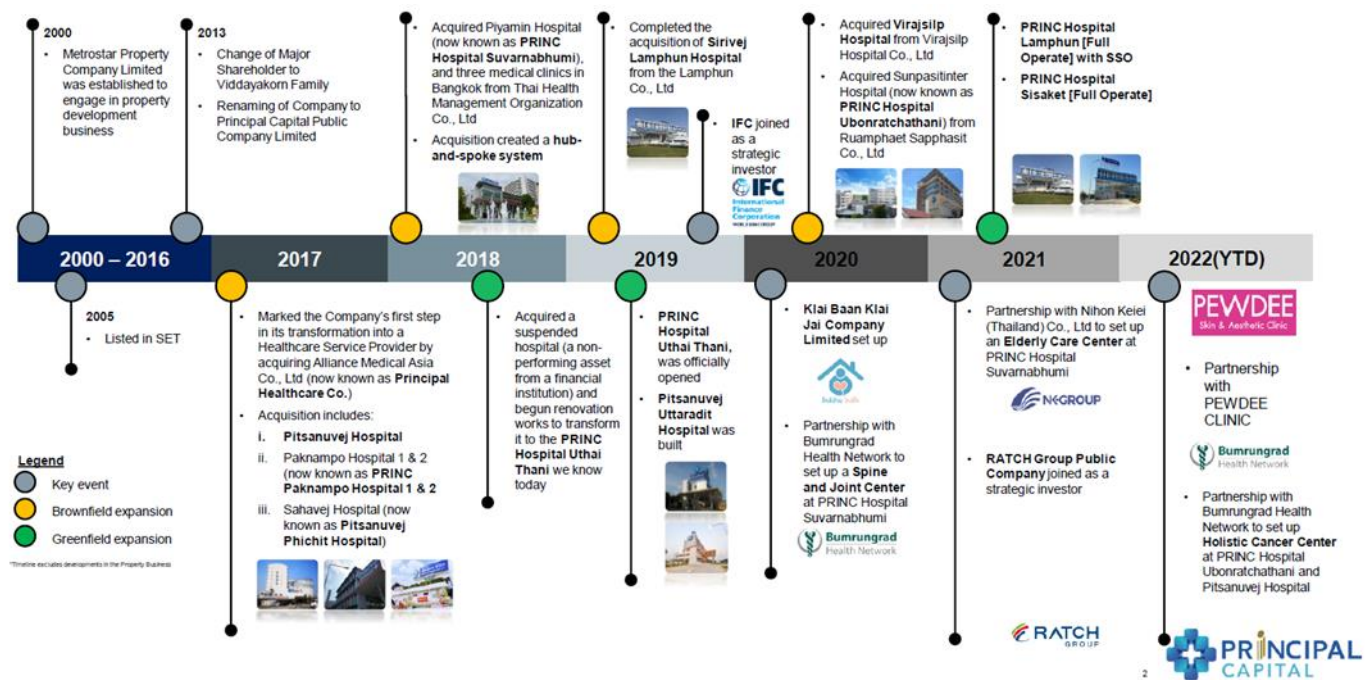 2000
• Metrostar Property
Company Limited
was established to
engage in property
development
business
2013
• Change of Major
Shareholder to
Viddayakorn Family
• Renaming of Company to
Principal Capital Public
Company Limited
• Acquired Piyamin Hospital
(now known as PRINC
Hospital Suvarnabhumi),
and three medical clinics in
Bangkok from Thai Health
Management Organization
Co., Ltd
• Acquisition created a hub-
and-spoke system
• Completed the
acquisition of Sirivej
Lamphun Hospital
from the Lamphun
Co., Ltd
• IFC joined
as a
strategic
investor
IFC
International
Finance
Corporation
WORLD BANK GROUP
• Acquired Virajsilp
Hospital from Virajsilp
Hospital Co., Ltd
• Acquired Sunpasitinter
Hospital (now known as
PRINC Hospital
Ubonratchathani) from
Ruamphaet Sapphasit
Co., Ltd
• PRINC Hospital
Lamphun [Full
Operate] with SSO
• PRINC Hospital
Sisaket [Full Operate]
2000 – 2016
2017
2018
2019
2020
2021
2022(YTD)
2005
• Listed in SET
• Marked the Company's first step
in its transformation into a
Healthcare Service Provider by
acquiring Alliance Medical Asia
Co., Ltd (now known as Principal
Healthcare Co.)
• Acquisition includes:
i. Pitsanuvej Hospital
ii. Paknampo Hospital 1 & 2
(now known as PRINC
Paknampo Hospital 1 & 2
iii. Sahavej Hospital (now
known as Pitsanuvej
Phichit Hospital)
• Acquired a
suspended
hospital (a non-
performing asset
from a financial
institution) and
begun renovation
works to transform
it to the PRINC
Hospital Uthai
Thani we know
today
• PRINC
Hospital
Uthai Thani,
was officially
opened
• Pitsanuvej
Uttaradit
Hospital was
built
• Klai Baan Klai
Jai Company
Limited set up
• Partnership with
Bumrungrad
Health Network to
set up a Spine
and Joint Center
at PRINC Hospital
Suvarnabhumi
Bumrungrad
Health Network
• Partnership with Nihon Keiei
(Thailand) Co., Ltd to set up
an Elderly Care Center at
PRINC Hospital
Suvarnabhumi
NKGROUP
• RATCH Group Public
Company joined as a
strategic investor
RATCH
GROUP
PEWDEE
Skin & Aesthetic Clinic
• Partnership
with
PEWDEE
CLINIC
Bumrungrad
Health Network
• Partnership with
Bumrungrad Health
Network to set up
Holistic Cancer Center
at PRINC Hospital
Ubonratchathani and
Pitsanuvej Hospital
Legend
Key event
Brownfield expansion
Greenfield expansion
*Timeline excludes developments in the Property Business
2
PRINCIPAL
CAPITAL